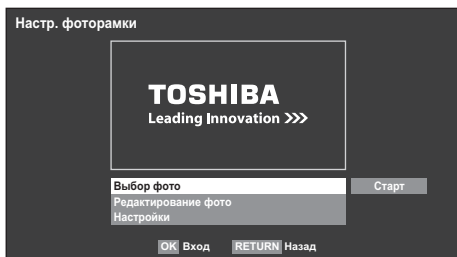 Настр. фоторамки
TOSHIBA
Leading Innovation >>>
Выбор фото Старт
Редактирование фото
Настройки
OK Вход RETURN Назад